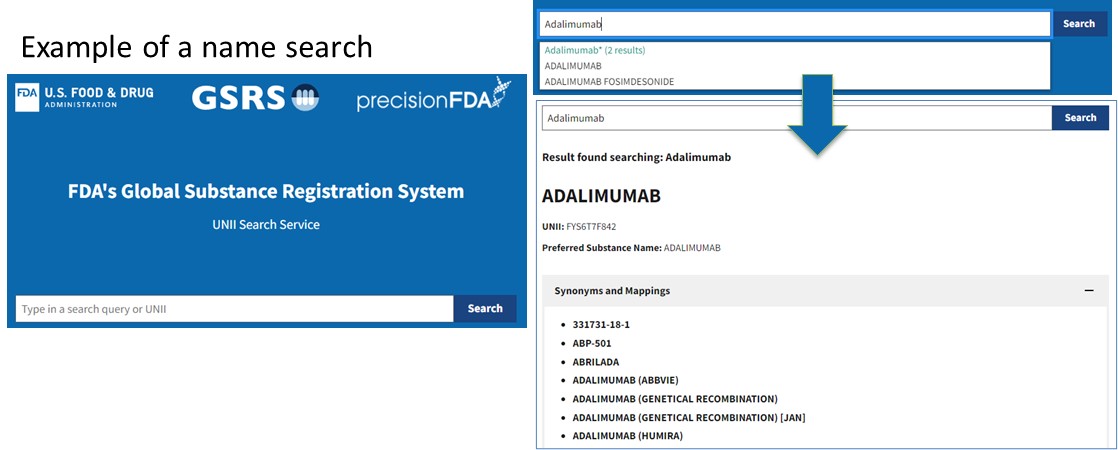 Example of a name search
FDA U.S. FOOD & DRUG
ADMINISTRATION
GSRS
precisionFDA
FDA's Global Substance Registration System
UNII Search Service
Type in a search query or UNII
Search
Adalimumab
Search
Adalimumab* (2 results)
ADALIMUMAB
ADALIMUMAB FOSIMDESONIDE
Adalimumab
Search
Result found searching: Adalimumab
ADALIMUMAB
UNII: FYS6T7F842
Preferred Substance Name: ADALIMUMAB
Synonyms and Mappings
• 331731-18-1
• ABP-501
• ABRILADA
• ADALIMUMAB (ABBVIE)
• ADALIMUMAB (GENETICAL RECOMBINATION)
• ADALIMUMAB (GENETICAL RECOMBINATION) [JAN]
• ADALIMUMAB (HUMIRA)